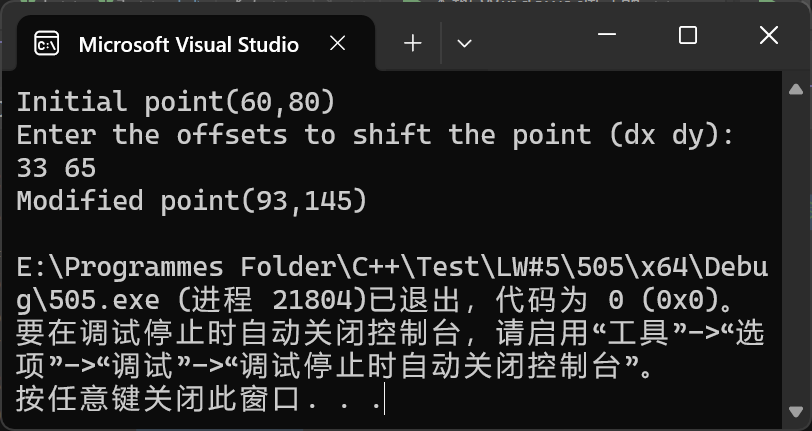 Microsoft Visual Studio
Initial point(60,80)
Enter the offsets to shift the point (dx dy):
33 65
Modified point(93,145)
E:\Programmes Folder\C++\Test\LW#5\505\x64\Debu
g\505.exe (进程 21804)已退出，代码为 0 (0x0)。
要在调试停止时自动关闭控制台，请启用“工具”->“选
项”->“调试”->“调试停止时自动关闭控制台”。
按任意键关闭此窗口. . .